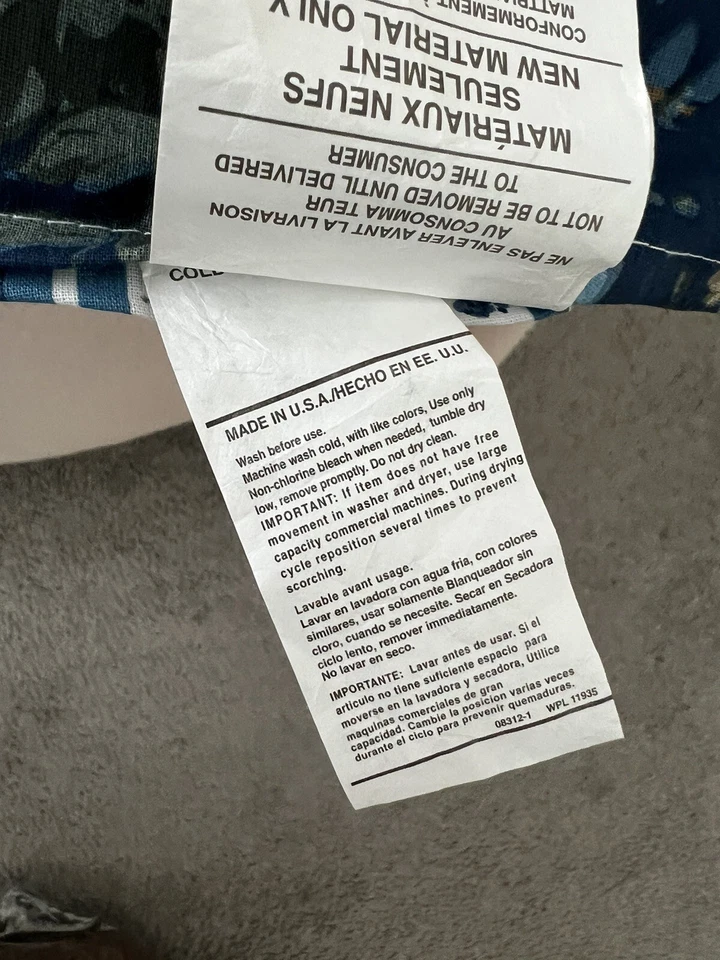 CONFORMEMENT À
NEW MATERIAL ONLY
SEULEMENT
MATÉRIAUX NEUFS
TO THE CONSUMER
NOT TO BE REMOVED UNTIL DELIVERED
AU CONSOMMA TEUR
NE PAS ENLEVER AVANT LA LIVRAISON
MADE IN U.S.A./HECHO EN EE. U.U.
Wash before use.
Machine wash cold, with like colors, Use only
Non-chlorine bleach when needed, tumble dry
low, remove promptly. Do not dry clean.
IMPORTANT: If item does not have free
movement in washer and dryer, use large
capacity commercial machines. During drying
cycle reposition several times to prevent
scorching.
Lavable avant usage.
Lavar en lavadora con agua fria, con colores
similares, usar solamente Blanqueador sin
cloro, cuando se necesite. Secar en Secadora
ciclo lento, remover immediatamente.
No lavar en seco.
IMPORTANTE: Lavar antes de usar. Si el
artículo no tiene suficiente espacio para
moverse en la lavadora y secadora, Utilice
maquinas comerciales de gran
capacidad. Cambie la posicion varias veces
durante el ciclo para prevenir quemaduras.
08312-1 WPL 11935